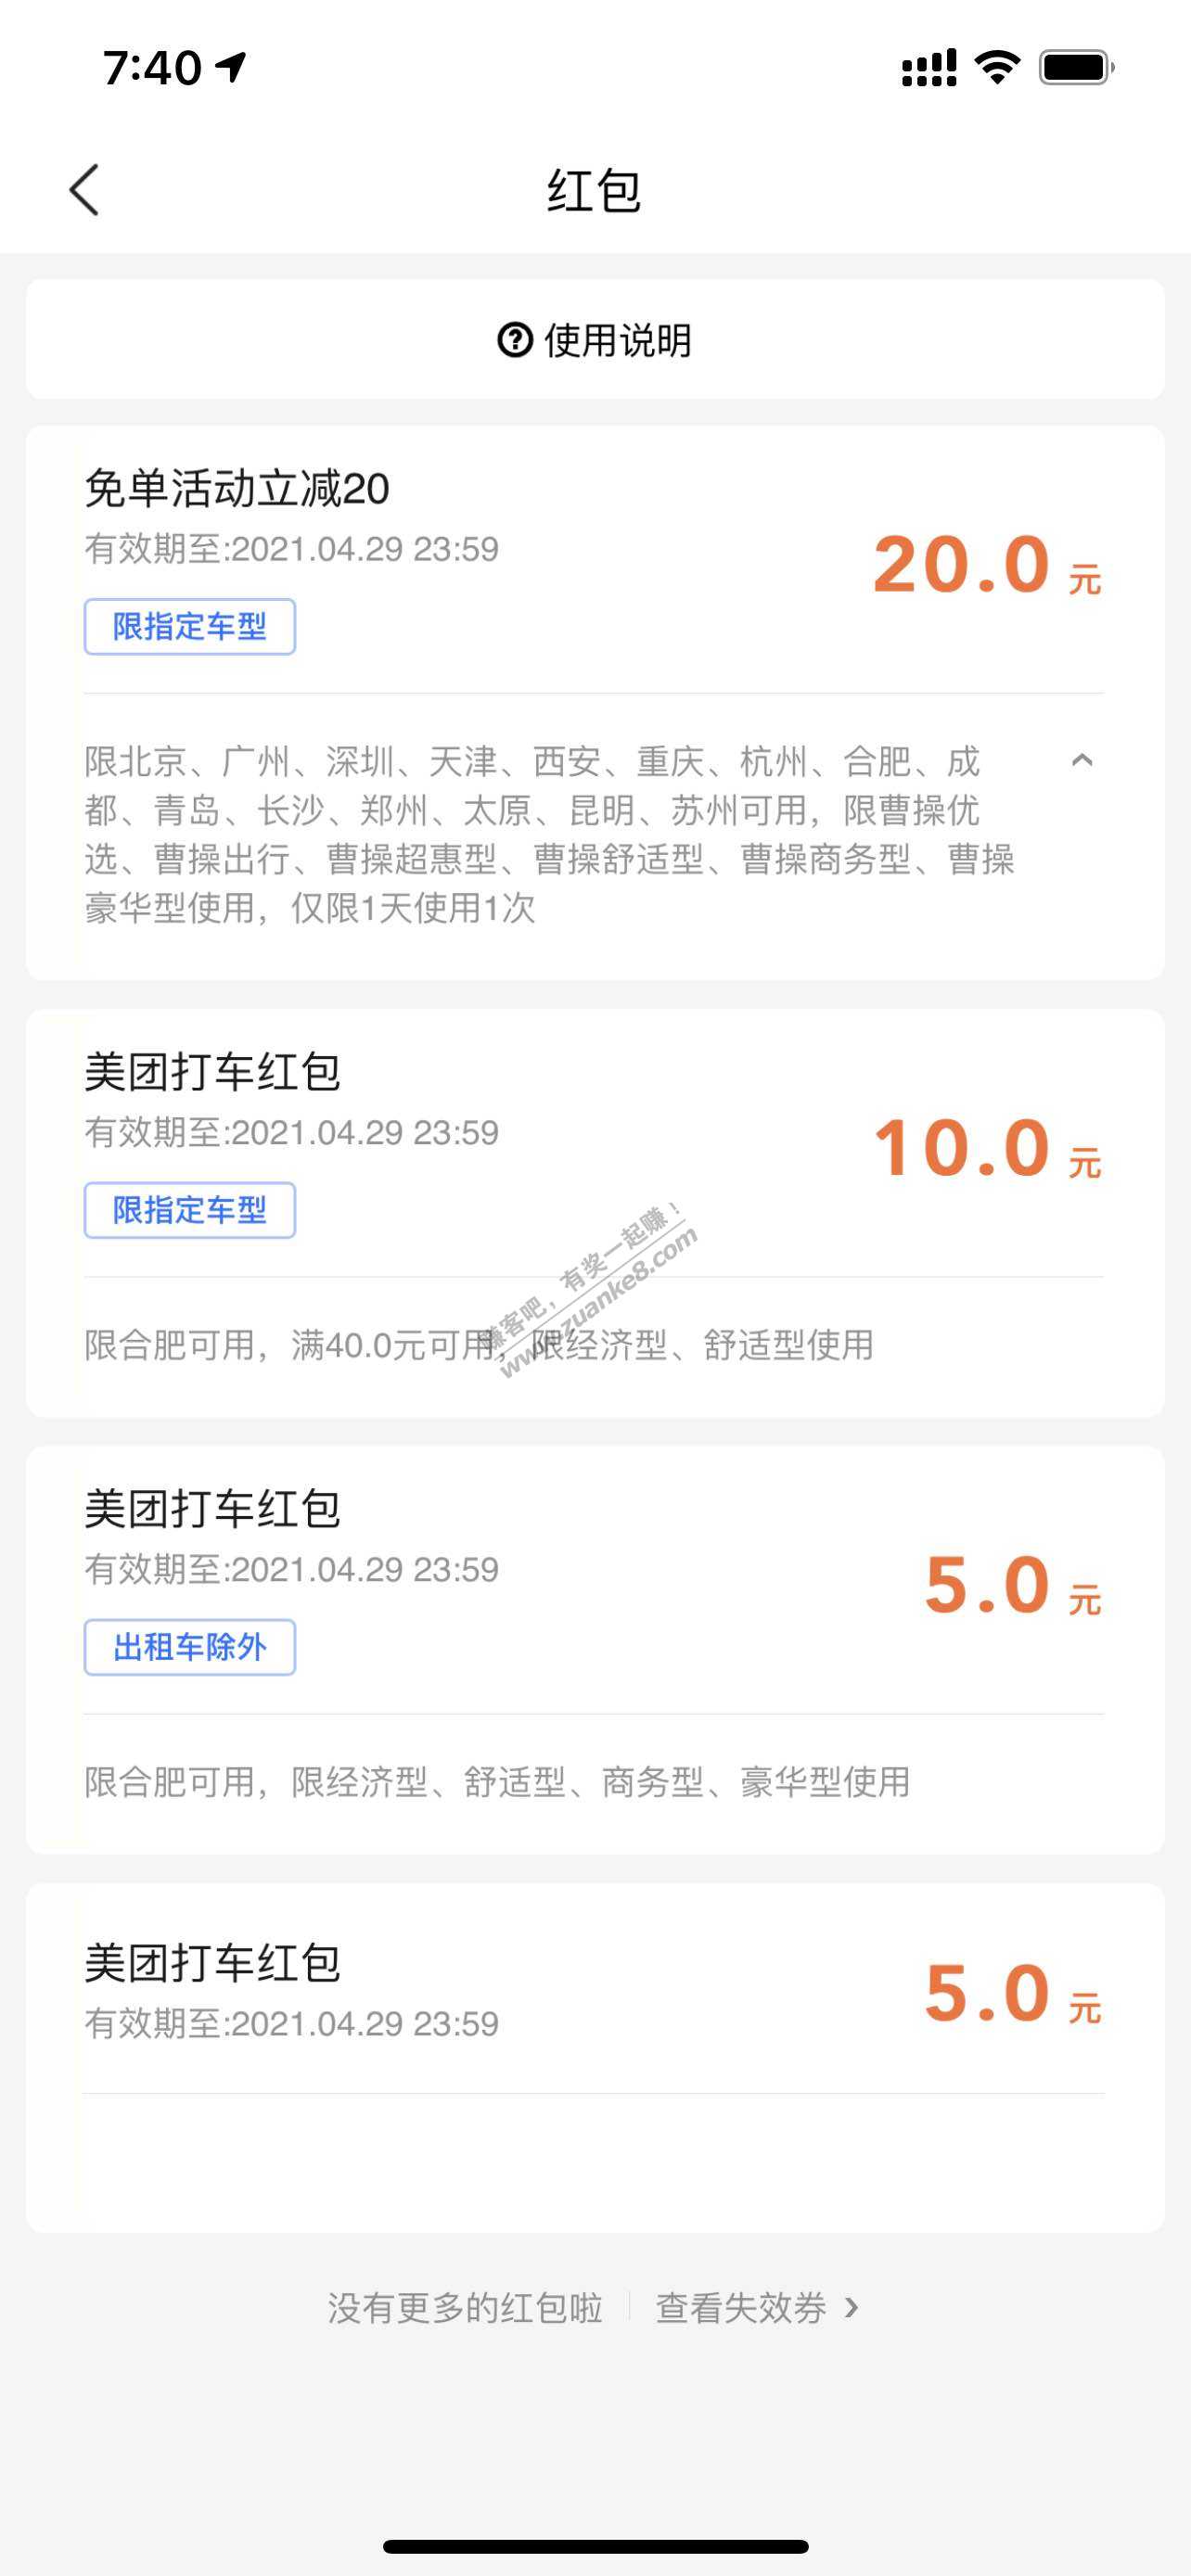 7:40
红包
使用说明
免单活动立减20
有效期至:2021.04.29 23:59
20.0 元
限指定车型
限北京、广州、深圳、天津、西安、重庆、杭州、合肥、成
都、青岛、长沙、郑州、太原、昆明、苏州可用，限曹操优
选、曹操出行、曹操超惠型、曹操舒适型、曹操商务型、曹操
豪华型使用，仅限1天使用1次
美团打车红包
有效期至:2021.04.29 23:59
10.0 元
限指定车型
赚客吧，有奖一起赚！
www.zuanke8.com
限合肥可用，满40.0元可用，限经济型、舒适型使用
美团打车红包
有效期至:2021.04.29 23:59
5.0 元
出租车除外
限合肥可用，限经济型、舒适型、商务型、豪华型使用
美团打车红包
有效期至:2021.04.29 23:59
5.0 元
没有更多的红包啦 查看失效券